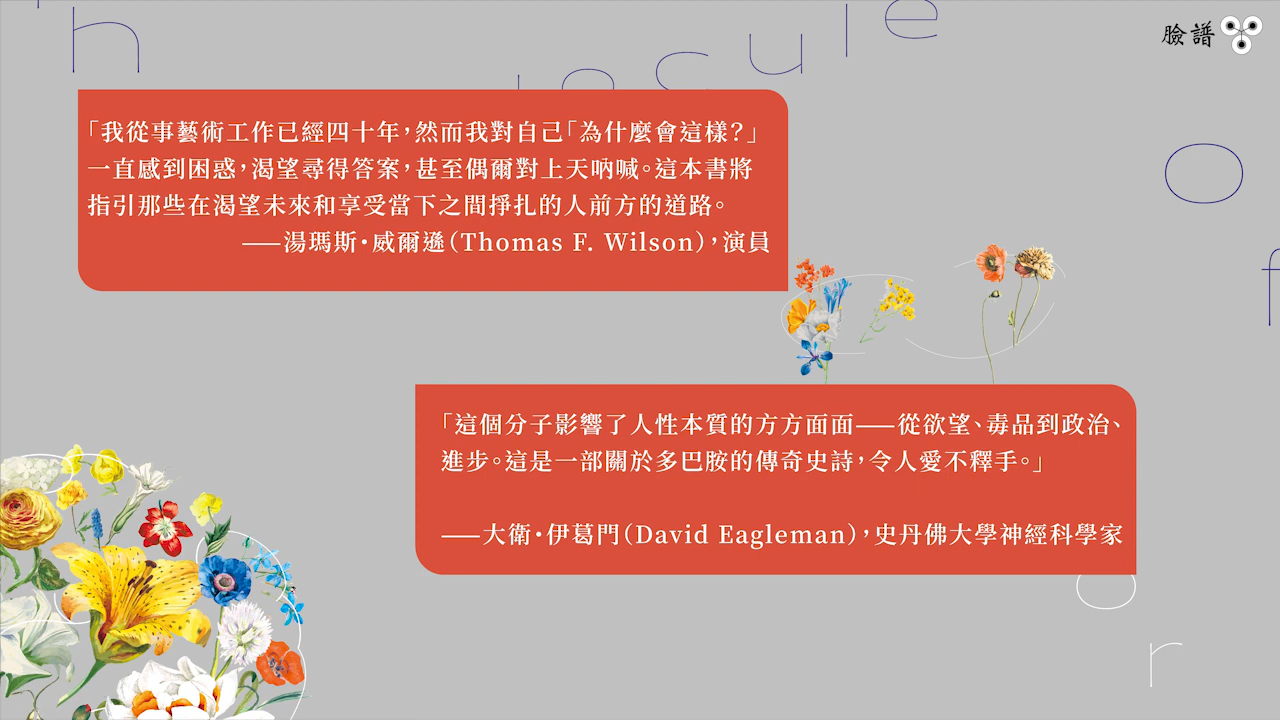 臉譜
「我從事藝術工作已經四十年，然而我對自己「為什麼會這樣？」
一直感到困惑，渴望尋得答案，甚至偶爾對上天吶喊。這本書將
指引那些在渴望未來和享受當下之間掙扎的人前方的道路。
——湯瑪斯・威爾遜（Thomas F. Wilson），演員
「這個分子影響了人性本質的方方面面——從欲望、毒品到政治、
進步。這是一部關於多巴胺的傳奇史詩，令人愛不釋手。」
——大衛・伊葛門（David Eagleman），史丹佛大學神經科學家